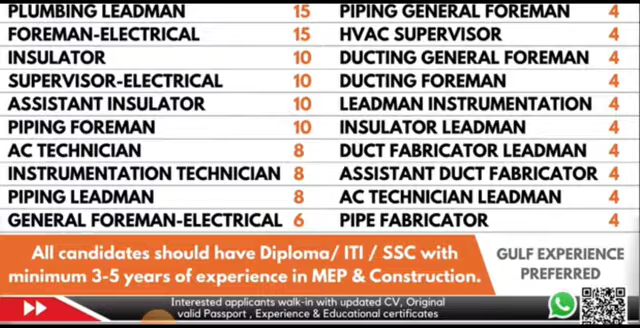 PLUMBING LEADMAN 15
FOREMAN-ELECTRICAL 15
INSULATOR 10
SUPERVISOR-ELECTRICAL 10
ASSISTANT INSULATOR 10
PIPING FOREMAN 10
AC TECHNICIAN 8
INSTRUMENTATION TECHNICIAN 8
PIPING LEADMAN 8
GENERAL FOREMAN-ELECTRICAL 6
PIPING GENERAL FOREMAN 4
HVAC SUPERVISOR 4
DUCTING GENERAL FOREMAN 4
DUCTING FOREMAN 4
LEADMAN INSTRUMENTATION 4
INSULATOR LEADMAN 4
DUCT FABRICATOR LEADMAN 4
ASSISTANT DUCT FABRICATOR 4
AC TECHNICIAN LEADMAN 4
PIPE FABRICATOR 4
All candidates should have Diploma/ ITI / SSC with
minimum 3-5 years of experience in MEP & Construction.
GULF EXPERIENCE
PREFERRED
Interested applicants walk-in with updated CV, Original
valid Passport , Experience & Educational certificates